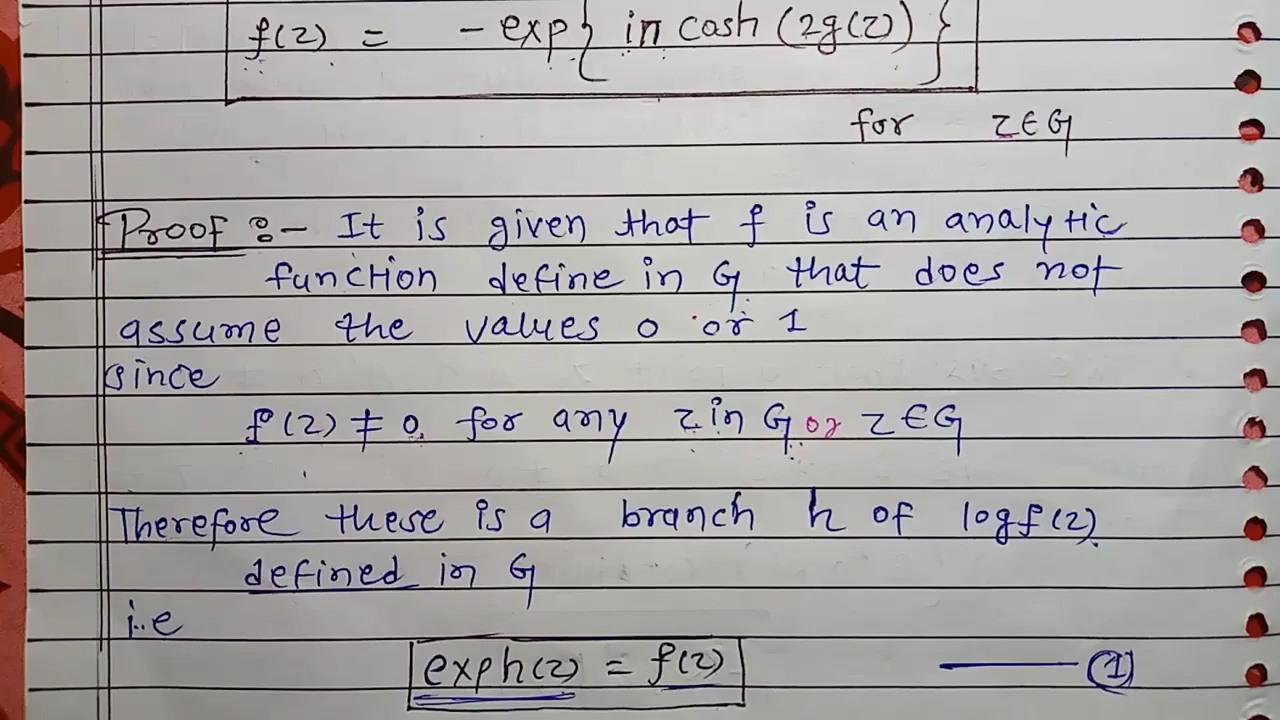 f(z) = - exp{ iπ cosh (2g(z)) }
for z∈G
Proof :- It is given that f is an analytic
function define in G that does not
assume the values 0 or 1
since
f(z) ≠ 0 for any z in G or z ∈ G
Therefore these is a branch h of log f(z).
defined in G
i.e
exp h(z) = f(z) —— (1)